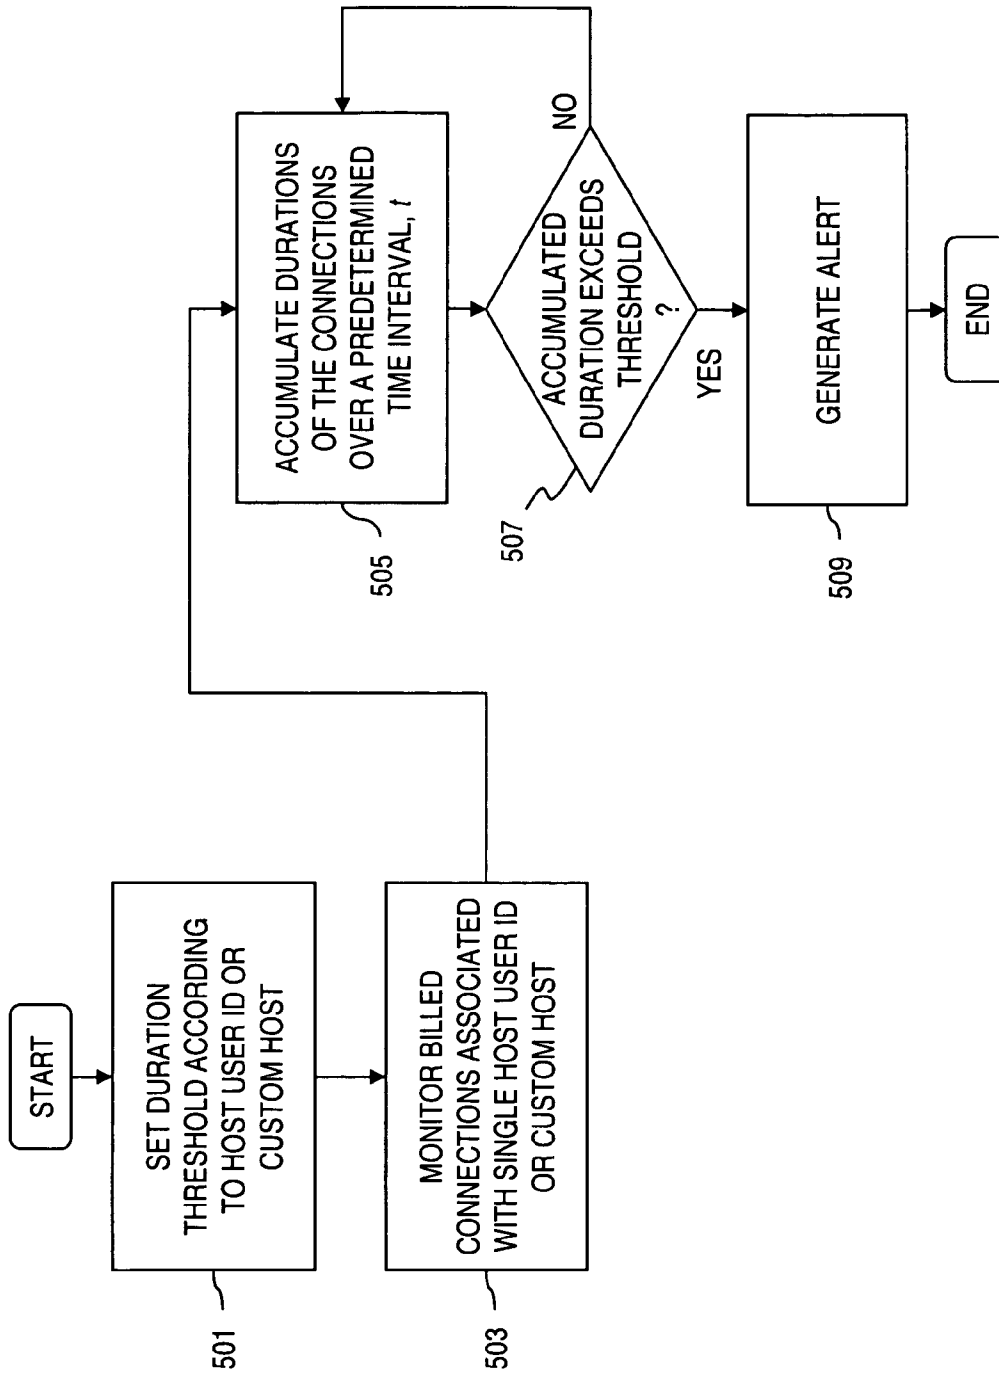 START
SET DURATION
THRESHOLD ACCORDING
TO HOST USER ID OR
CUSTOM HOST
501
MONITOR BILLED
CONNECTIONS ASSOCIATED
WITH SINGLE HOST USER ID
OR CUSTOM HOST
503
ACCUMULATE DURATIONS
OF THE CONNECTIONS
OVER A PREDETERMINED
TIME INTERVAL, t
505
ACCUMULATED
DURATION EXCEEDS
THRESHOLD
?
507
NO
YES
GENERATE ALERT
509
END